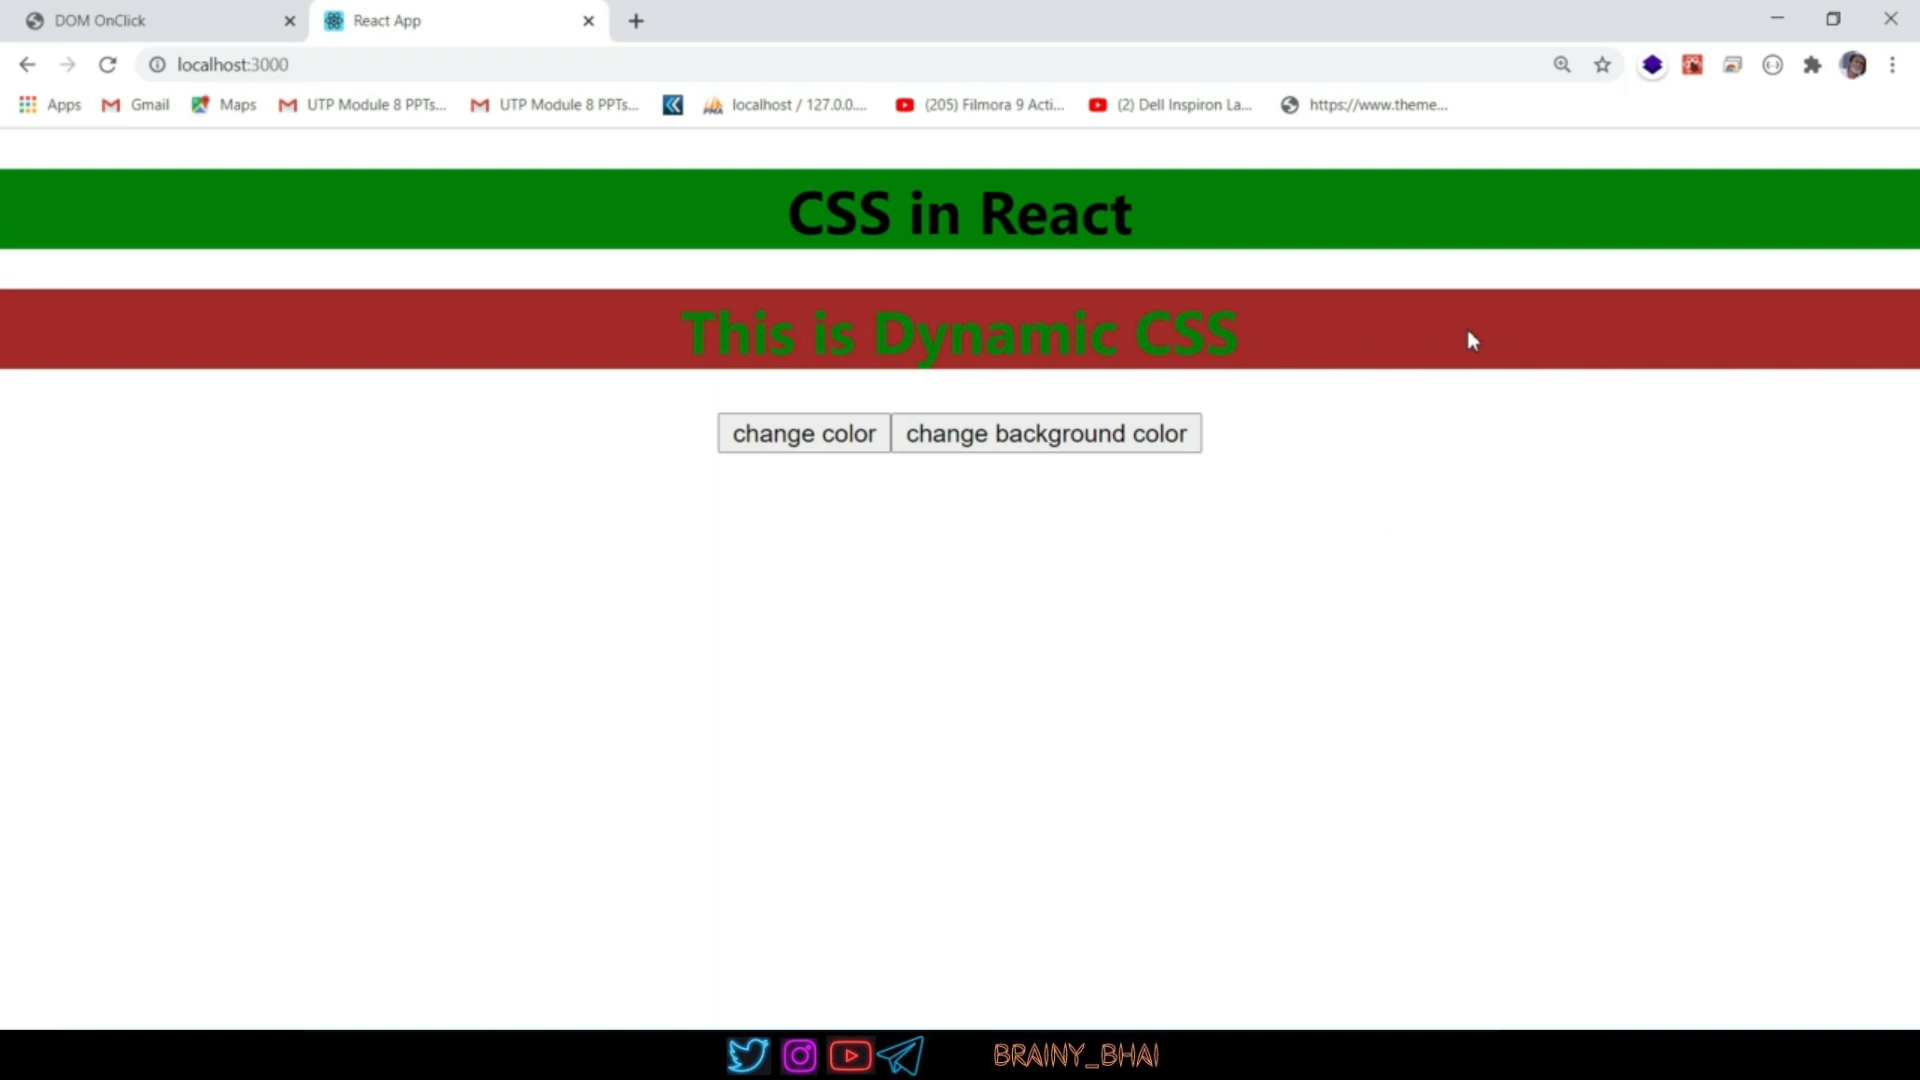 DOM OnClick React App
localhost:3000
Apps Gmail Maps UTP Module 8 PPTs... UTP Module 8 PPTs... localhost / 127.0.0.... (205) Filmora 9 Acti... (2) Dell Inspiron La... https://www.theme...
CSS in React
This is Dynamic CSS
change color change background color
BRAINY_BHAI